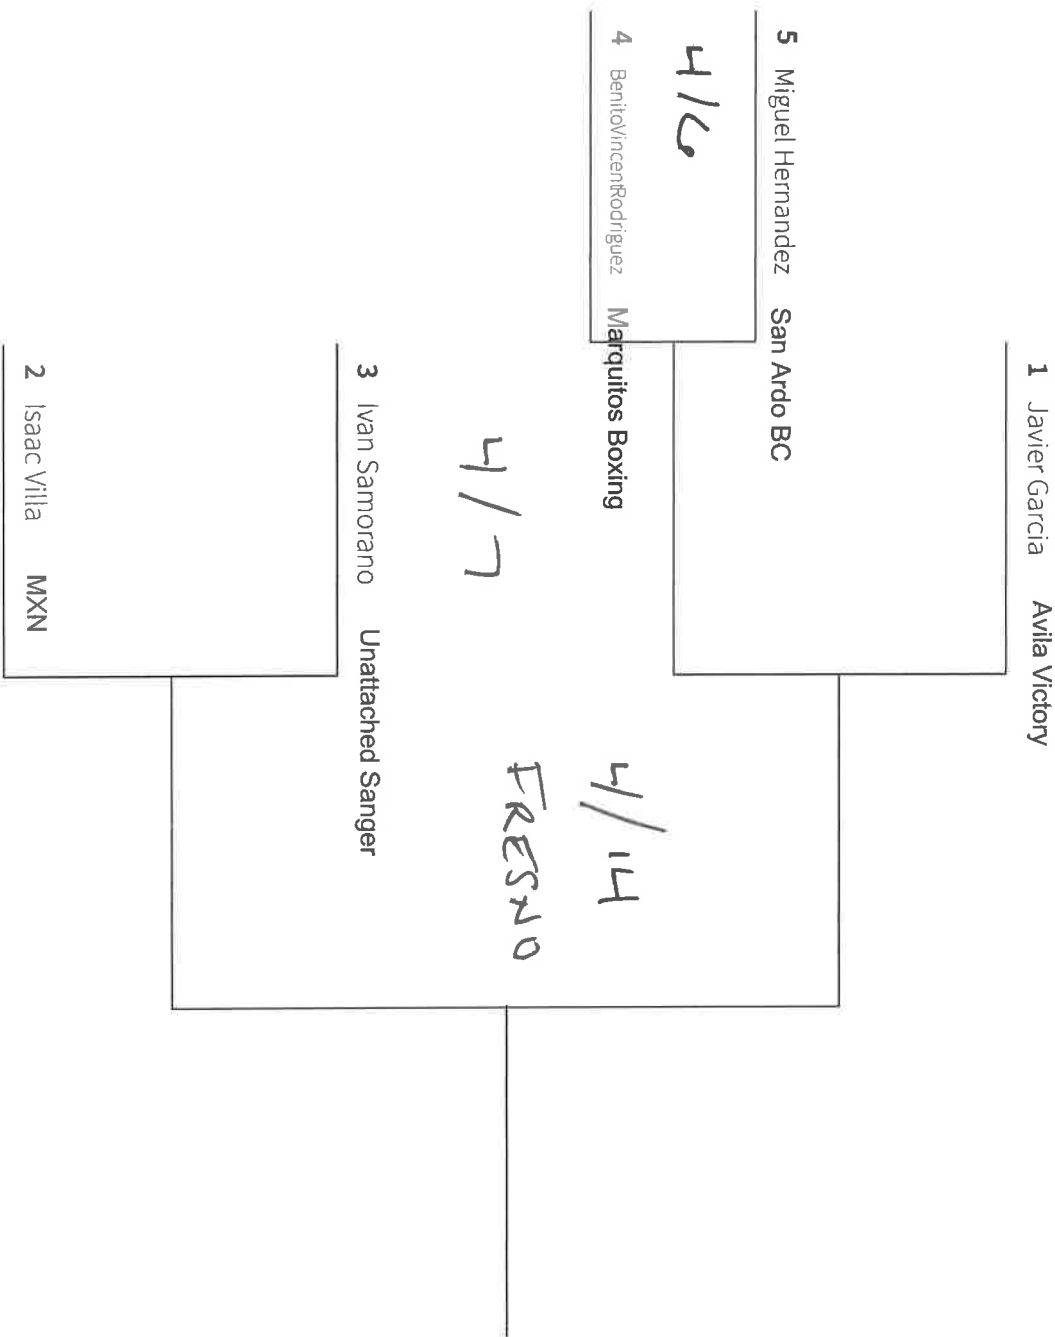 1 Javier Garcia Avila Victory
5 Miguel Hernandez San Ardo BC
4/6
4 BenitoVincentRodriguez Marquitos Boxing
4/14
FRESNO
4/7
3 Ivan Samorano Unattached Sanger
2 Isaac Villa MXN